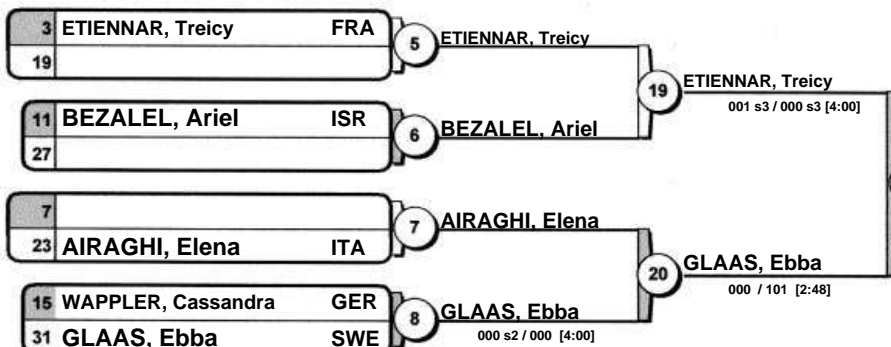 3 ETIENNAR, Treicy FRA
19
5 ETIENNAR, Treicy
11 BEZALEL, Ariel ISR
27
6 BEZALEL, Ariel
19 ETIENNAR, Treicy
001 s3 / 000 s3 [4:00]
7
23 AIRAGHI, Elena ITA
7 AIRAGHI, Elena
15 WAPPLER, Cassandra GER
31 GLAAS, Ebba SWE
8 GLAAS, Ebba
000 s2 / 000 [4:00]
20 GLAAS, Ebba
000 / 101 [2:48]